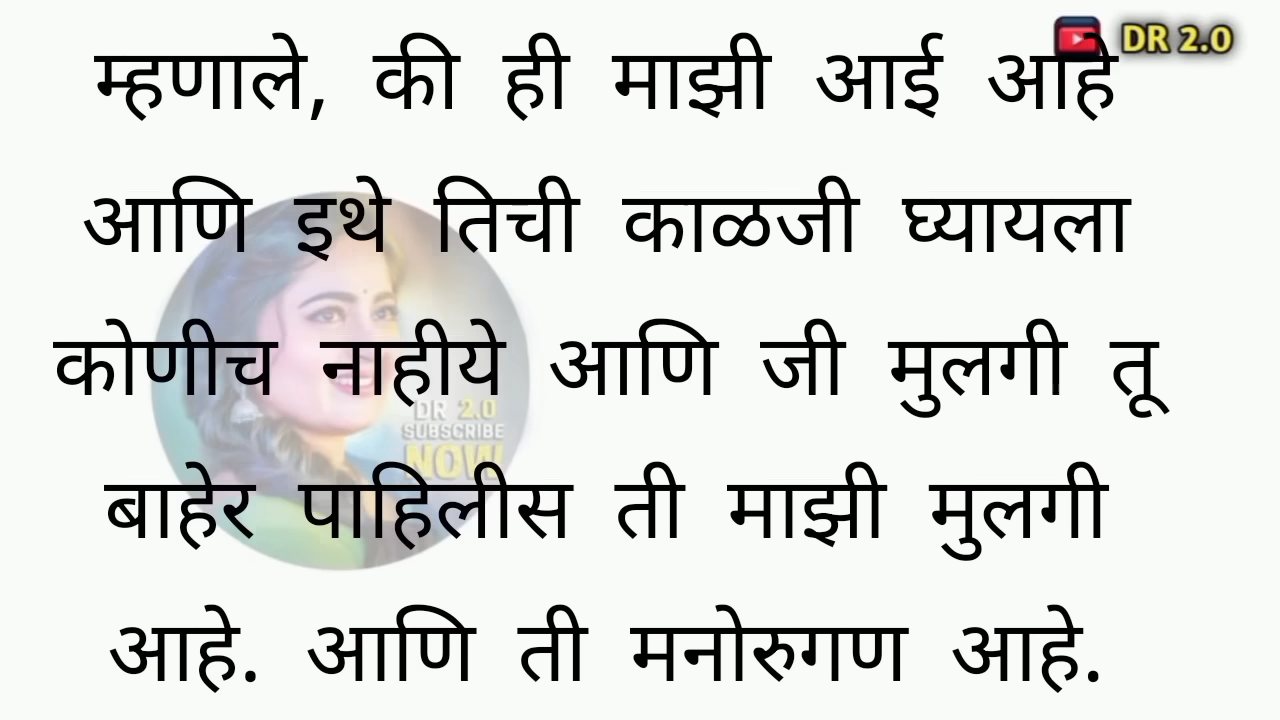 DR 2.0
म्हणाले, की ही माझी आई आहे
आणि इथे तिची काळजी घ्यायला
कोणीच नाहीये आणि जी मुलगी तू
DR 2.0
SUBSCRIBE
NOW
बाहेर पाहिलीस ती माझी मुलगी
आहे. आणि ती मनोरुगण आहे.